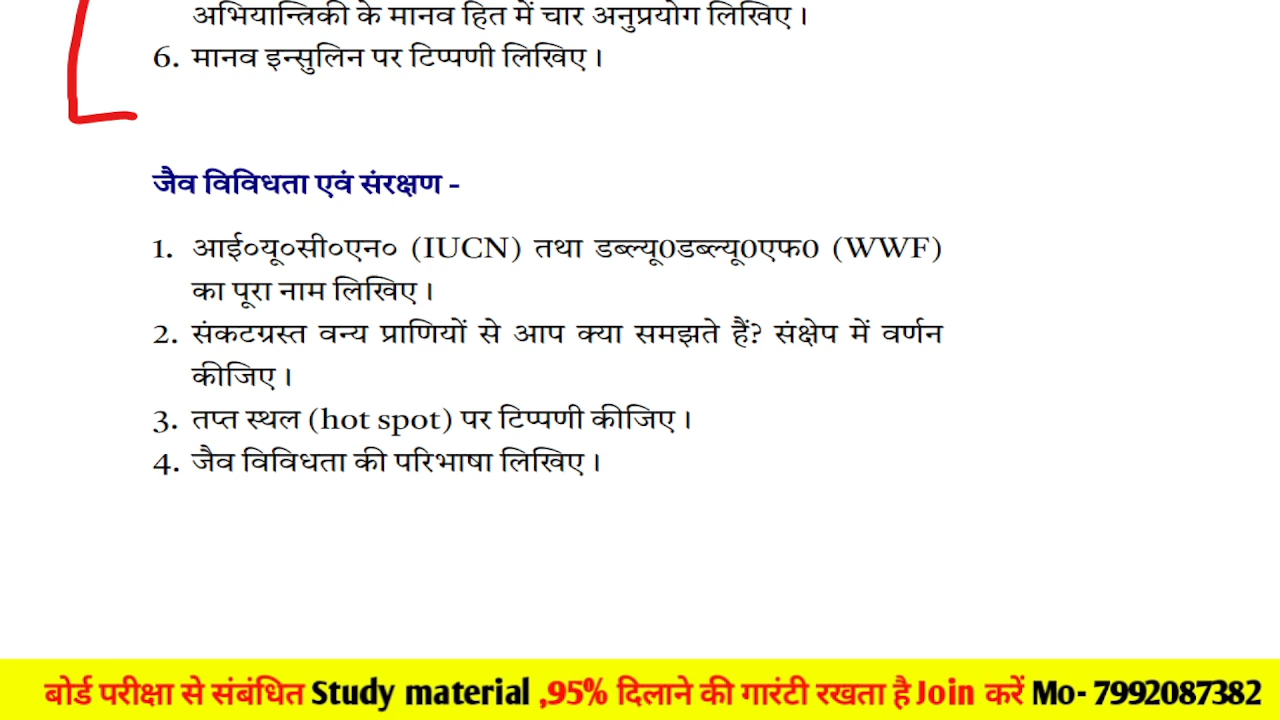 अभियान्त्रिकी के मानव हित में चार अनुप्रयोग लिखिए।
6. मानव इन्सुलिन पर टिप्पणी लिखिए।
जैव विविधता एवं संरक्षण -
1. आई०यू०सी०एन० (IUCN) तथा डब्ल्यू0डब्ल्यू0एफ0 (WWF)
का पूरा नाम लिखिए।
2. संकटग्रस्त वन्य प्राणियों से आप क्या समझते हैं? संक्षेप में वर्णन
कीजिए।
3. तप्त स्थल (hot spot) पर टिप्पणी कीजिए।
4. जैव विविधता की परिभाषा लिखिए।
बोर्ड परीक्षा से संबंधित Study material ,95% दिलाने की गारंटी रखता है Join करें Mo- 7992087382